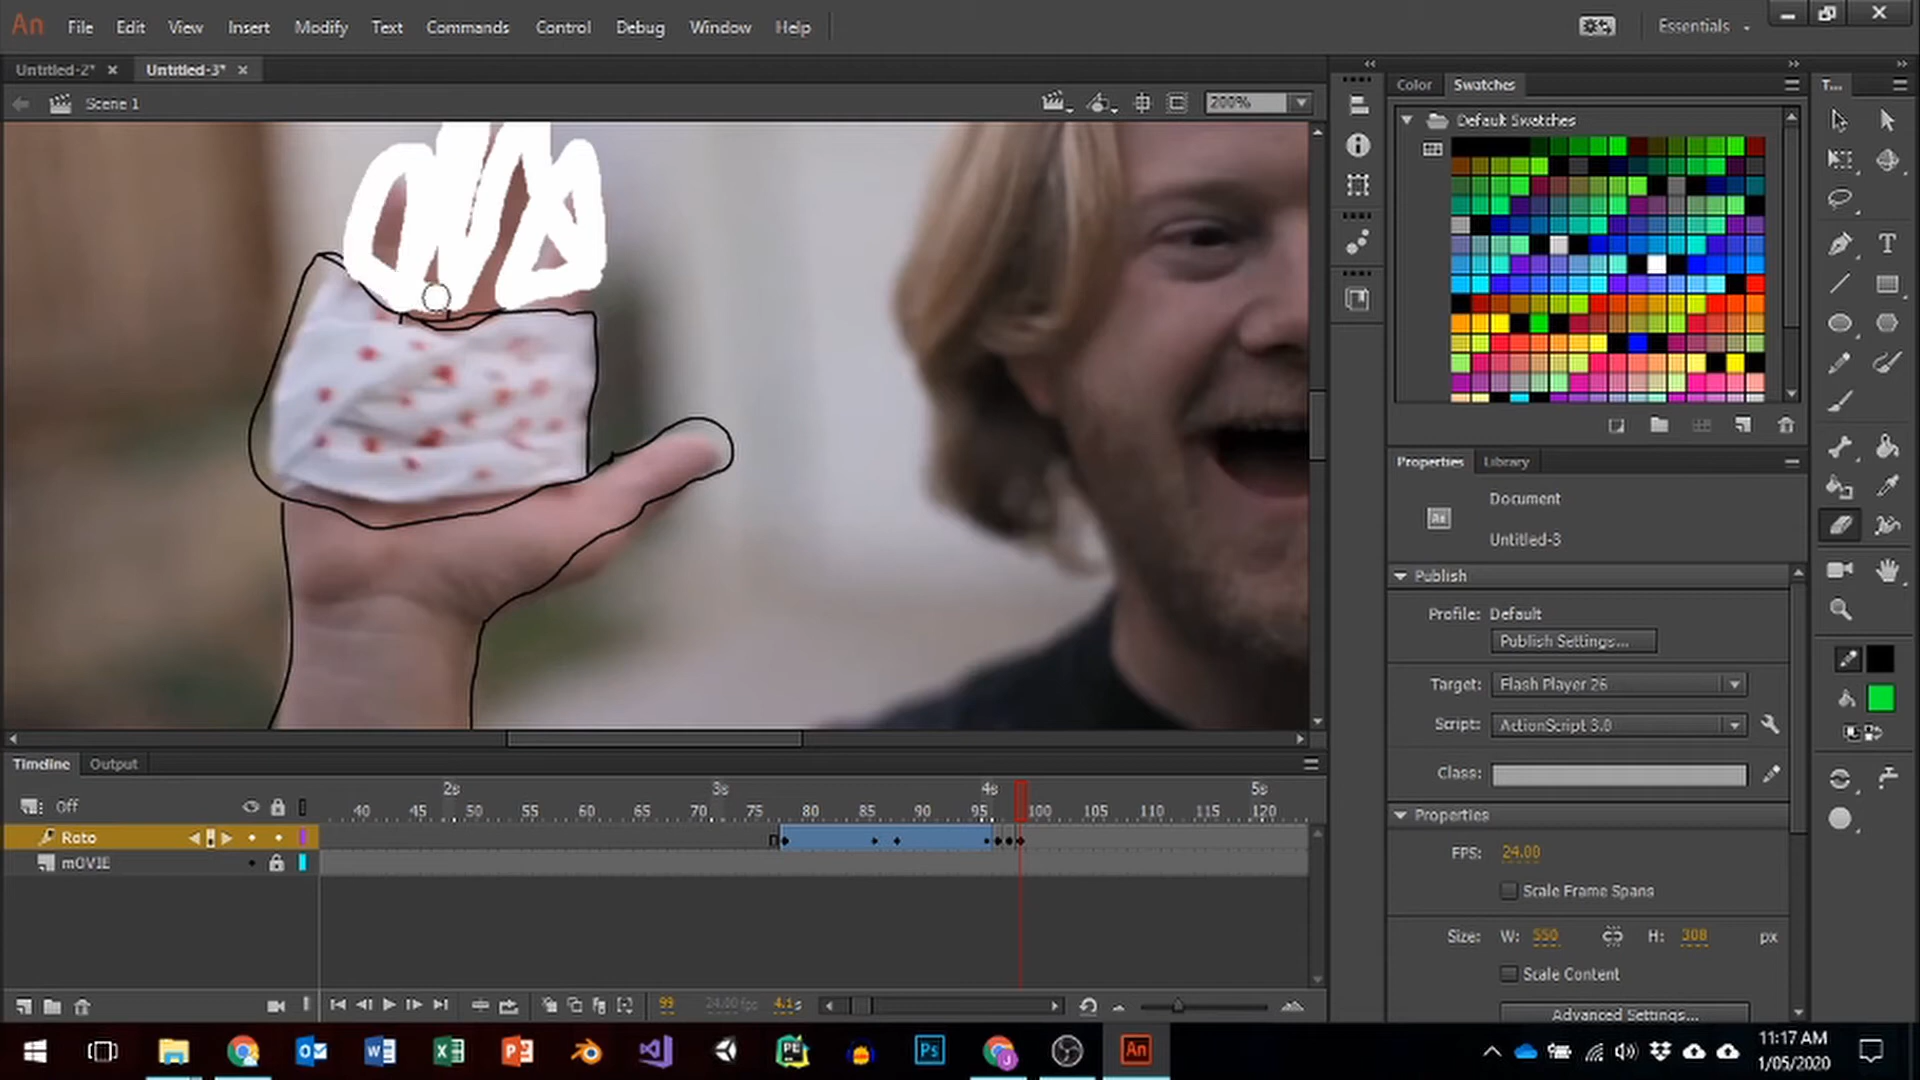 An File Edit View Insert Modify Text Commands Control Debug Window Help Essentials
Untitled-2* × Untitled-3* ×
Scene 1 200%
Color Swatches T...
Default Swatches
Properties Library
Document
An Untitled-3
Publish
Profile: Default
Publish Settings...
Target: Flash Player 26
Script: ActionScript 3.0
Class:
Properties
FPS: 24.00
Scale Frame Spans
Size: W: 550 H: 308 px
Scale Content
Advanced Settings...
Timeline Output
2s 3s 4s 5s
Off 40 45 50 55 60 65 70 75 80 85 90 95 100 105 110 115 120
Roto
mOVIE
99 24.00 fps 4.1s
11:17 AM
1/05/2020